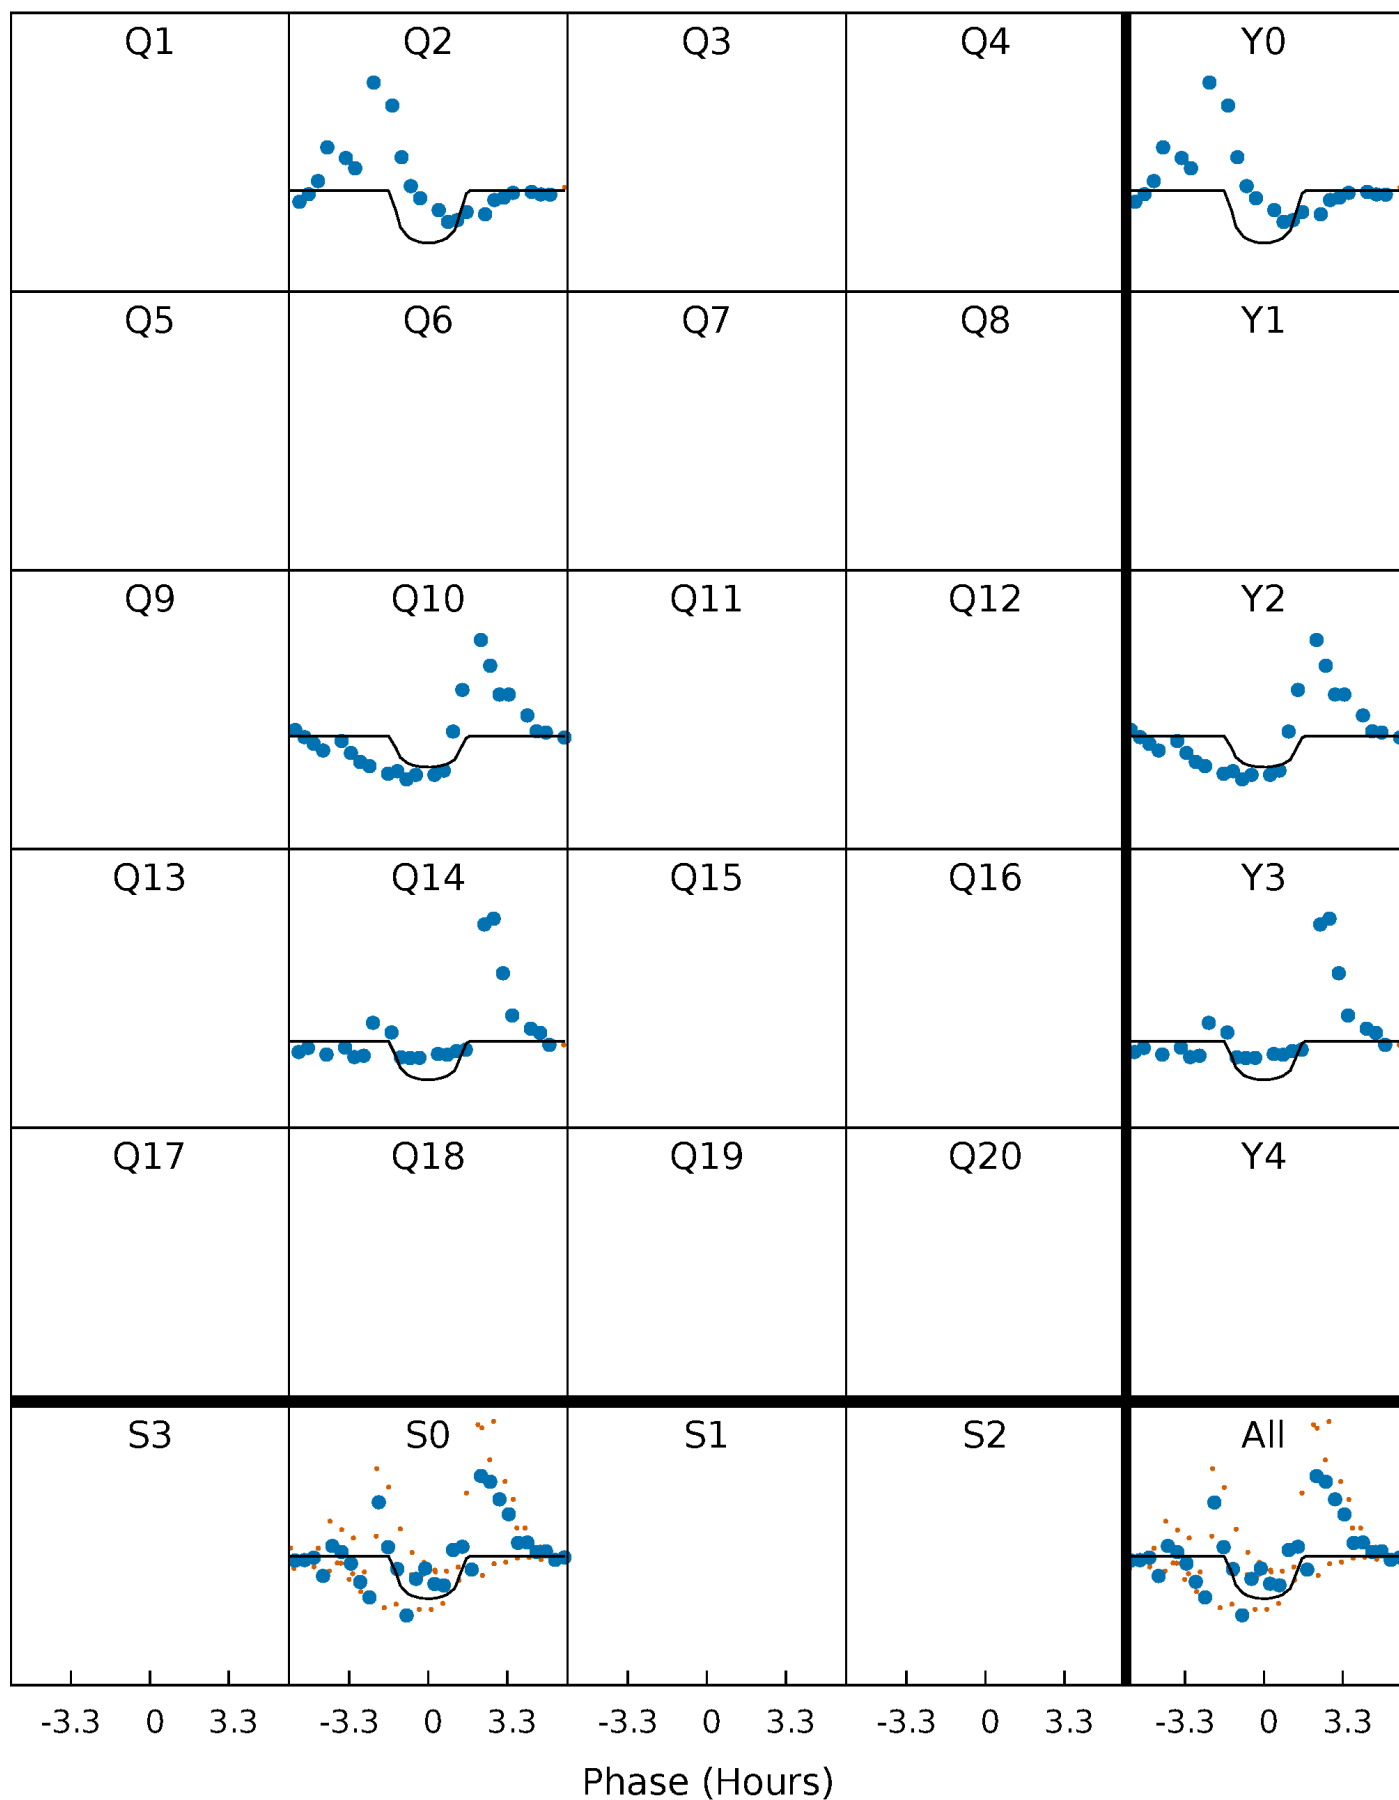 Q1 Q2 Q3 Q4 Y0
Q5 Q6 Q7 Q8 Y1
Q9 Q10 Q11 Q12 Y2
Q13 Q14 Q15 Q16 Y3
Q17 Q18 Q19 Q20 Y4
S3 S0 S1 S2 All
-3.3 0 3.3 -3.3 0 3.3 -3.3 0 3.3 -3.3 0 3.3 -3.3 0 3.3
Phase (Hours)